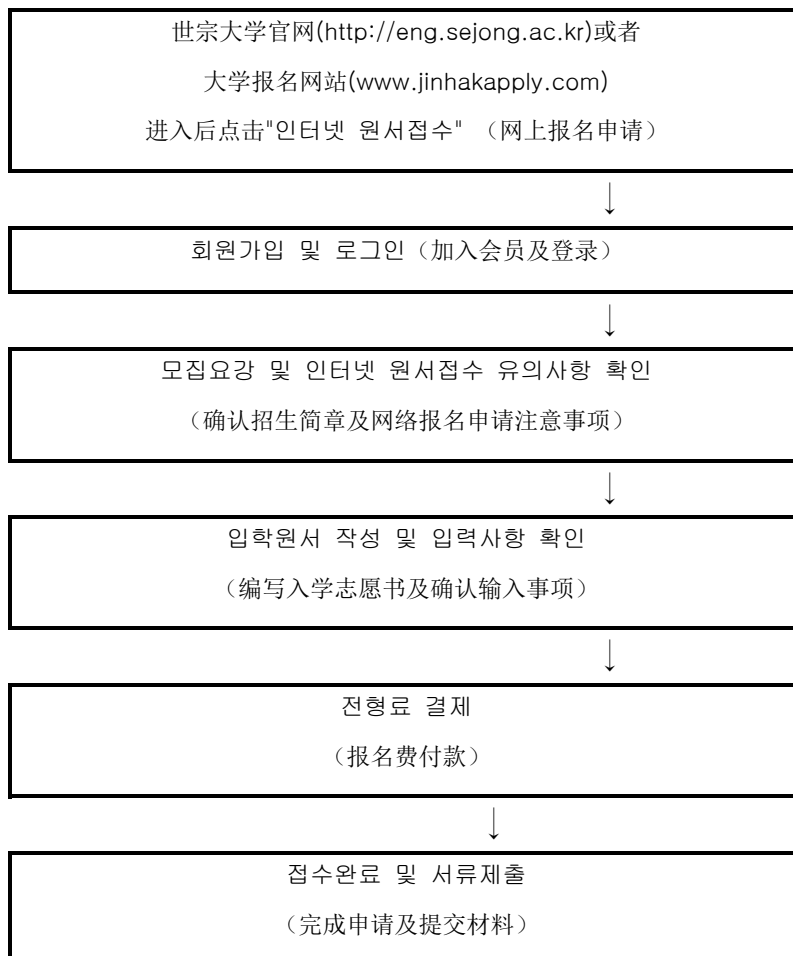 世宗大学官网(http://eng.sejong.ac.kr)或者
大学报名网站(www.jinhakapply.com)
进入后点击"인터넷 원서접수" （网上报名申请）
↓
회원가입 및 로그인（加入会员及登录）
↓
모집요강 및 인터넷 원서접수 유의사항 확인
（确认招生简章及网络报名申请注意事项）
↓
입학원서 작성 및 입력사항 확인
（编写入学志愿书及确认输入事项）
↓
전형료 결제
（报名费付款）
↓
접수완료 및 서류제출
（完成申请及提交材料）